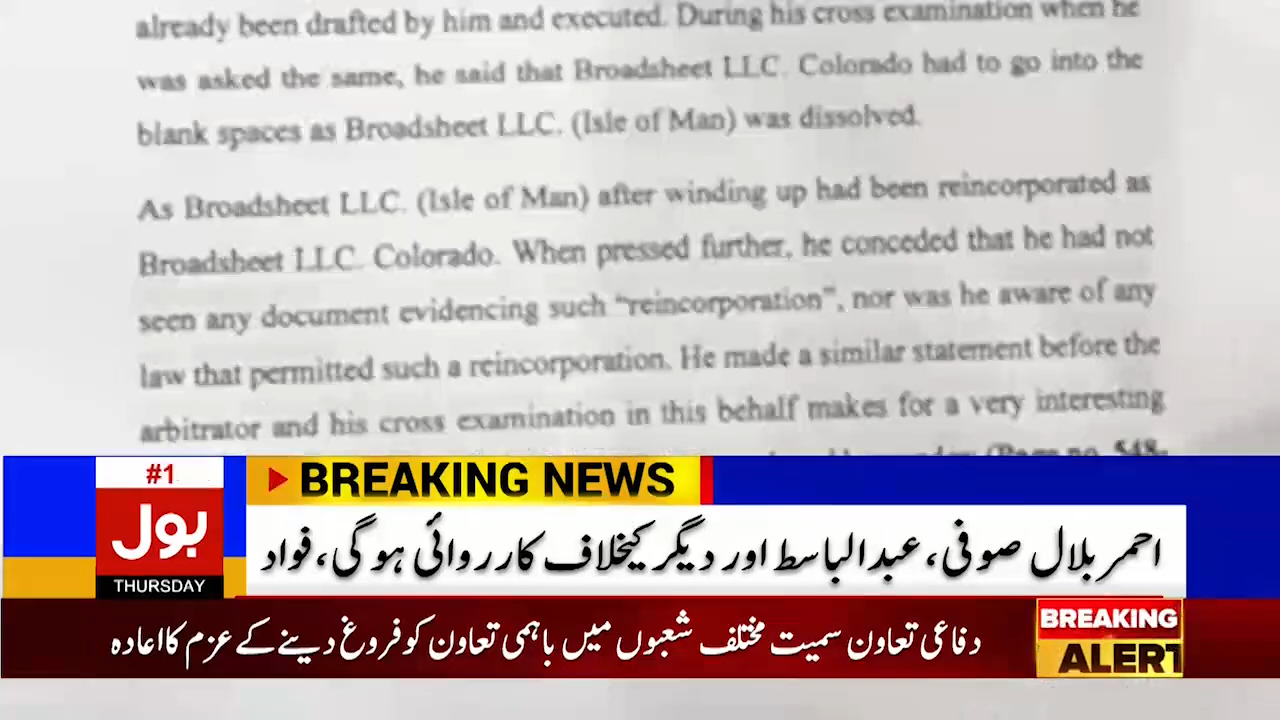 already been drafted by him and executed. During his cross examination when he
was asked the same, he said that Broadsheet LLC. Colorado had to go into the
blank spaces as Broadsheet LLC. (Isle of Man) was dissolved.
As Broadsheet LLC. (Isle of Man) after winding up had been reincorporated as
Broadsheet LLC. Colorado. When pressed further, he conceded that he had not
seen any document evidencing such "reincorporation", nor was he aware of any
law that permitted such a reincorporation. He made a similar statement before the
arbitrator and his cross examination in this behalf makes for a very interesting
(Page no. 548-
#1
بول
THURSDAY
BREAKING NEWS
احمر بلال صوفی، عبدالباسط اور دیگر کیخلاف کارروائی ہوگی، فواد
دفاعی تعاون سمیت مختلف شعبوں میں باہمی تعاون کو فروغ دینے کے عزم کا اعادہ
BREAKING
ALERT